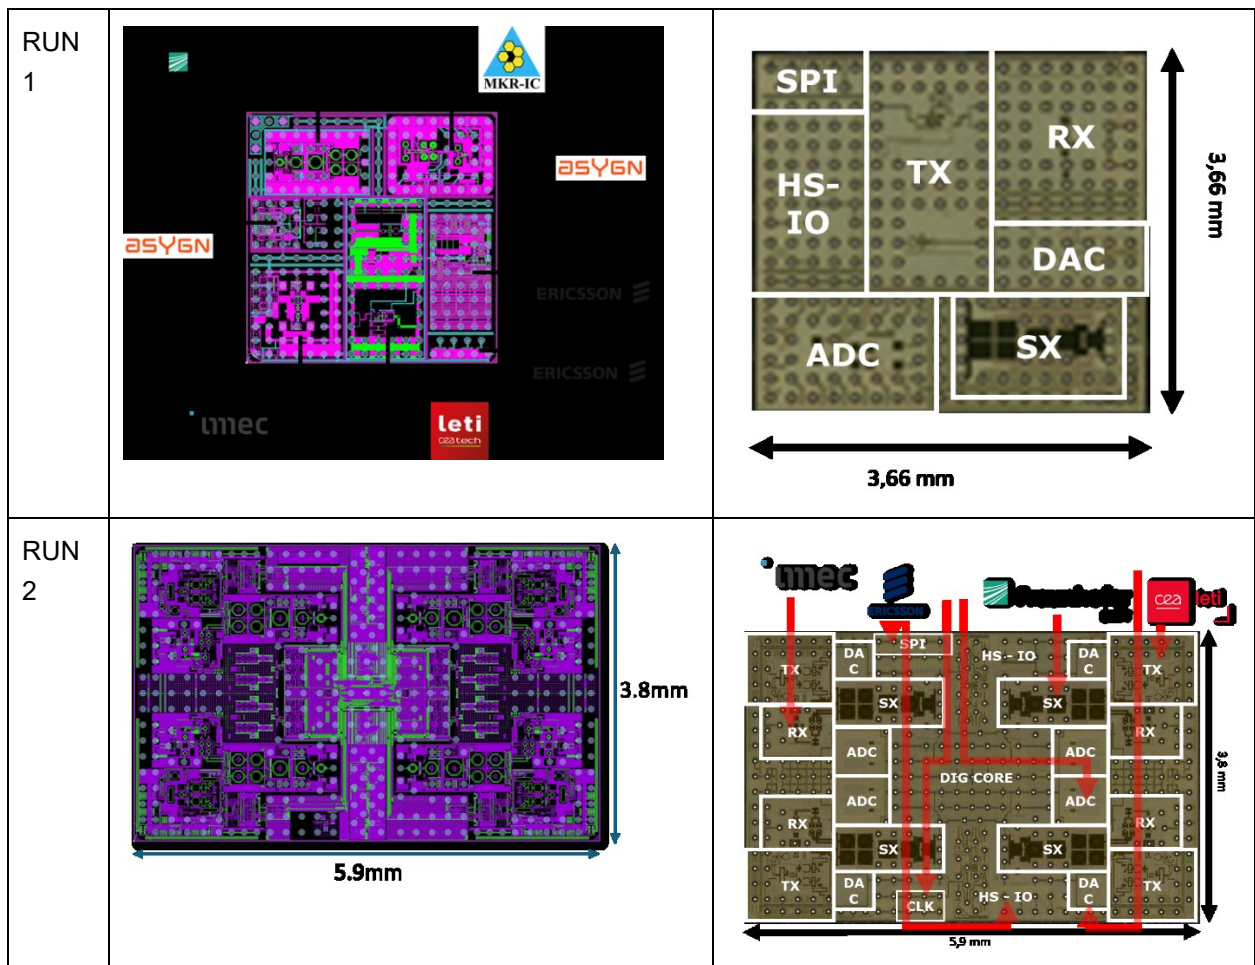 RUN
1
MKR-IC
asygn
asygn
ERICSSON
ERICSSON
imec
leti
ceatech
SPI
HS-
IO
TX
RX
DAC
ADC
SX
3,66 mm
3,66 mm
RUN
2
3.8mm
5.9mm
imec
ERICSSON
cea
leti
SPI
HS - IO
TX
DA
C
DA
C
TX
SX
SX
RX
RX
ADC
ADC
DIG CORE
ADC
ADC
RX
RX
SX
SX
TX
DA
C
CLK
HS - IO
DA
C
TX
3,8 mm
5,9 mm